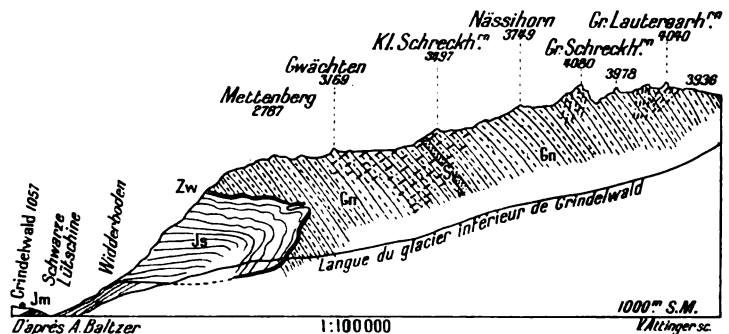 Gr. Lauteraarh.rn
4040
Nässihorn
3749
Kl. Schreckh.rn
3497
Gr. Schreckh.rn
4080
3978
3936
Gwächten
3169
Mettenberg
2787
Zw
Gn
Gn
Js
Grindelwald 1057
Schwarze
Lütschine
Widderboden
Jm
Langue du glacier inférieur de Grindelwald
1000m S.M.
D'après A. Baltzer
1:100000
V. Attinger sc.